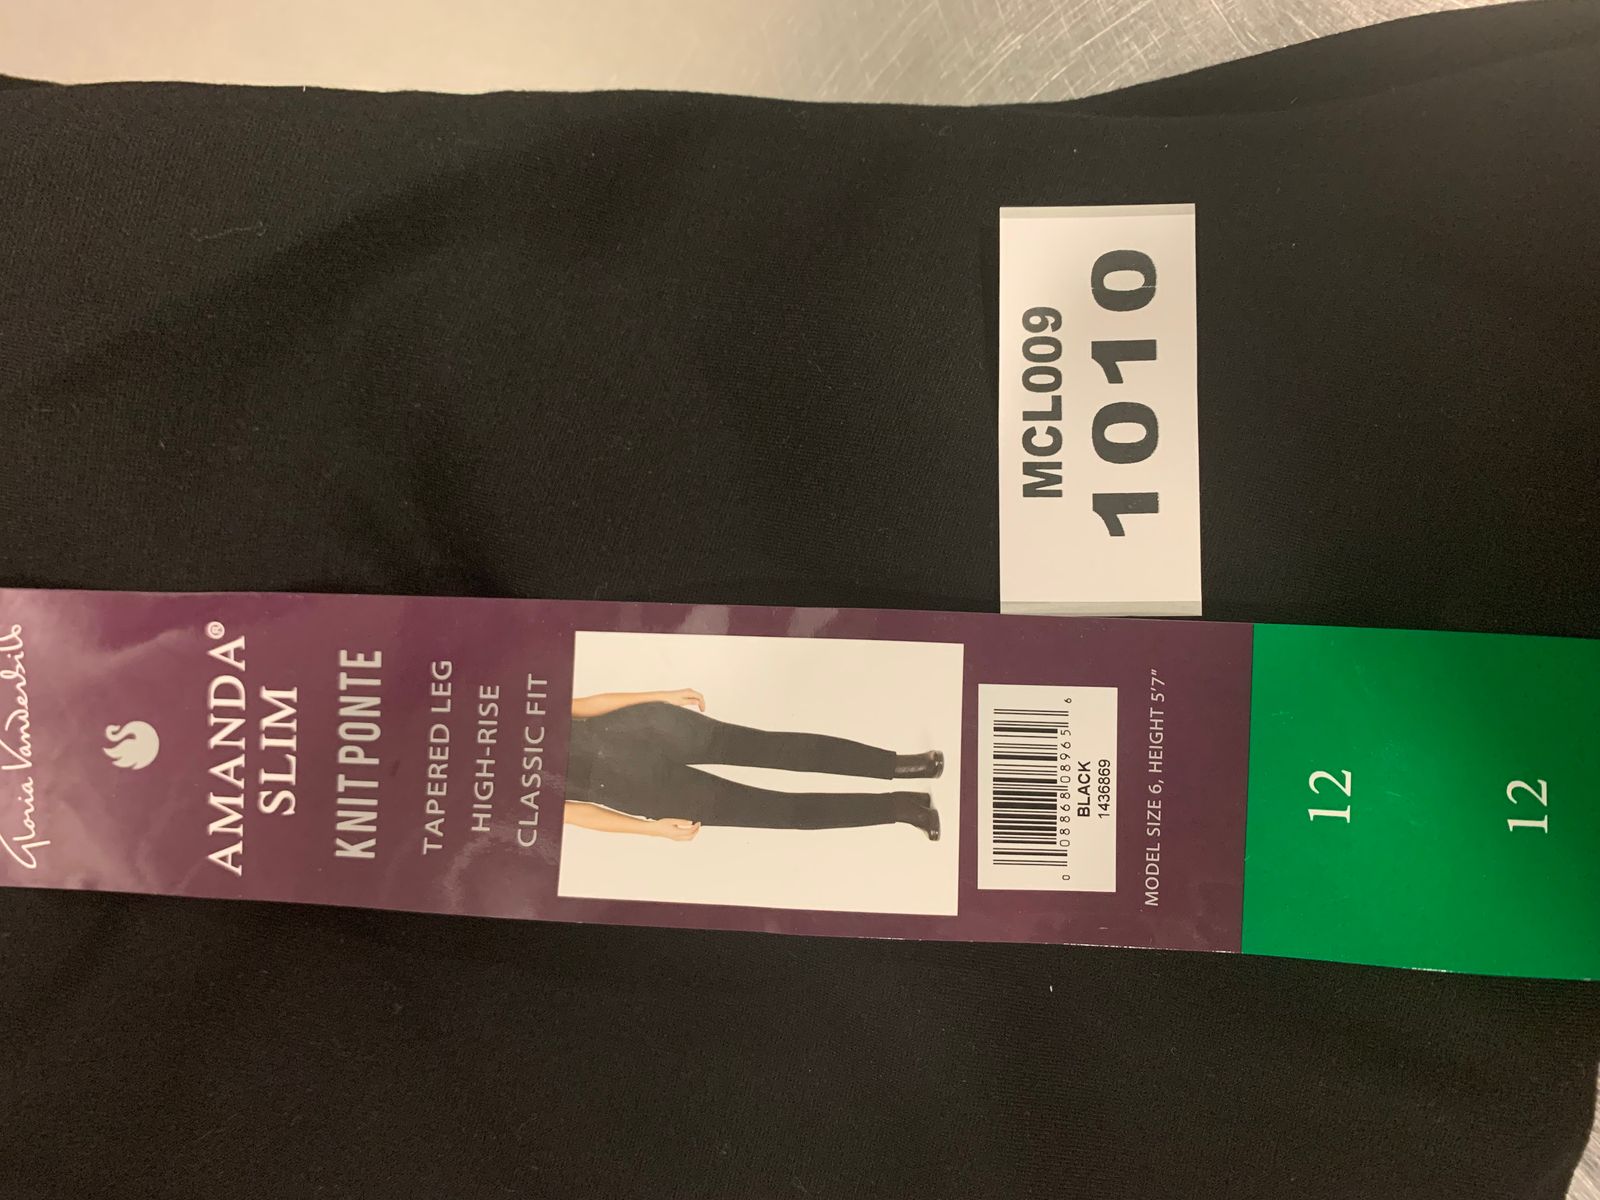 MCL009
1010
Gloria Vanderbilt
AMANDA®
SLIM
KNIT PONTE
TAPERED LEG
HIGH-RISE
CLASSIC FIT
0 08868 08965 6
BLACK
1436869
MODEL SIZE 6, HEIGHT 5'7"
12
12